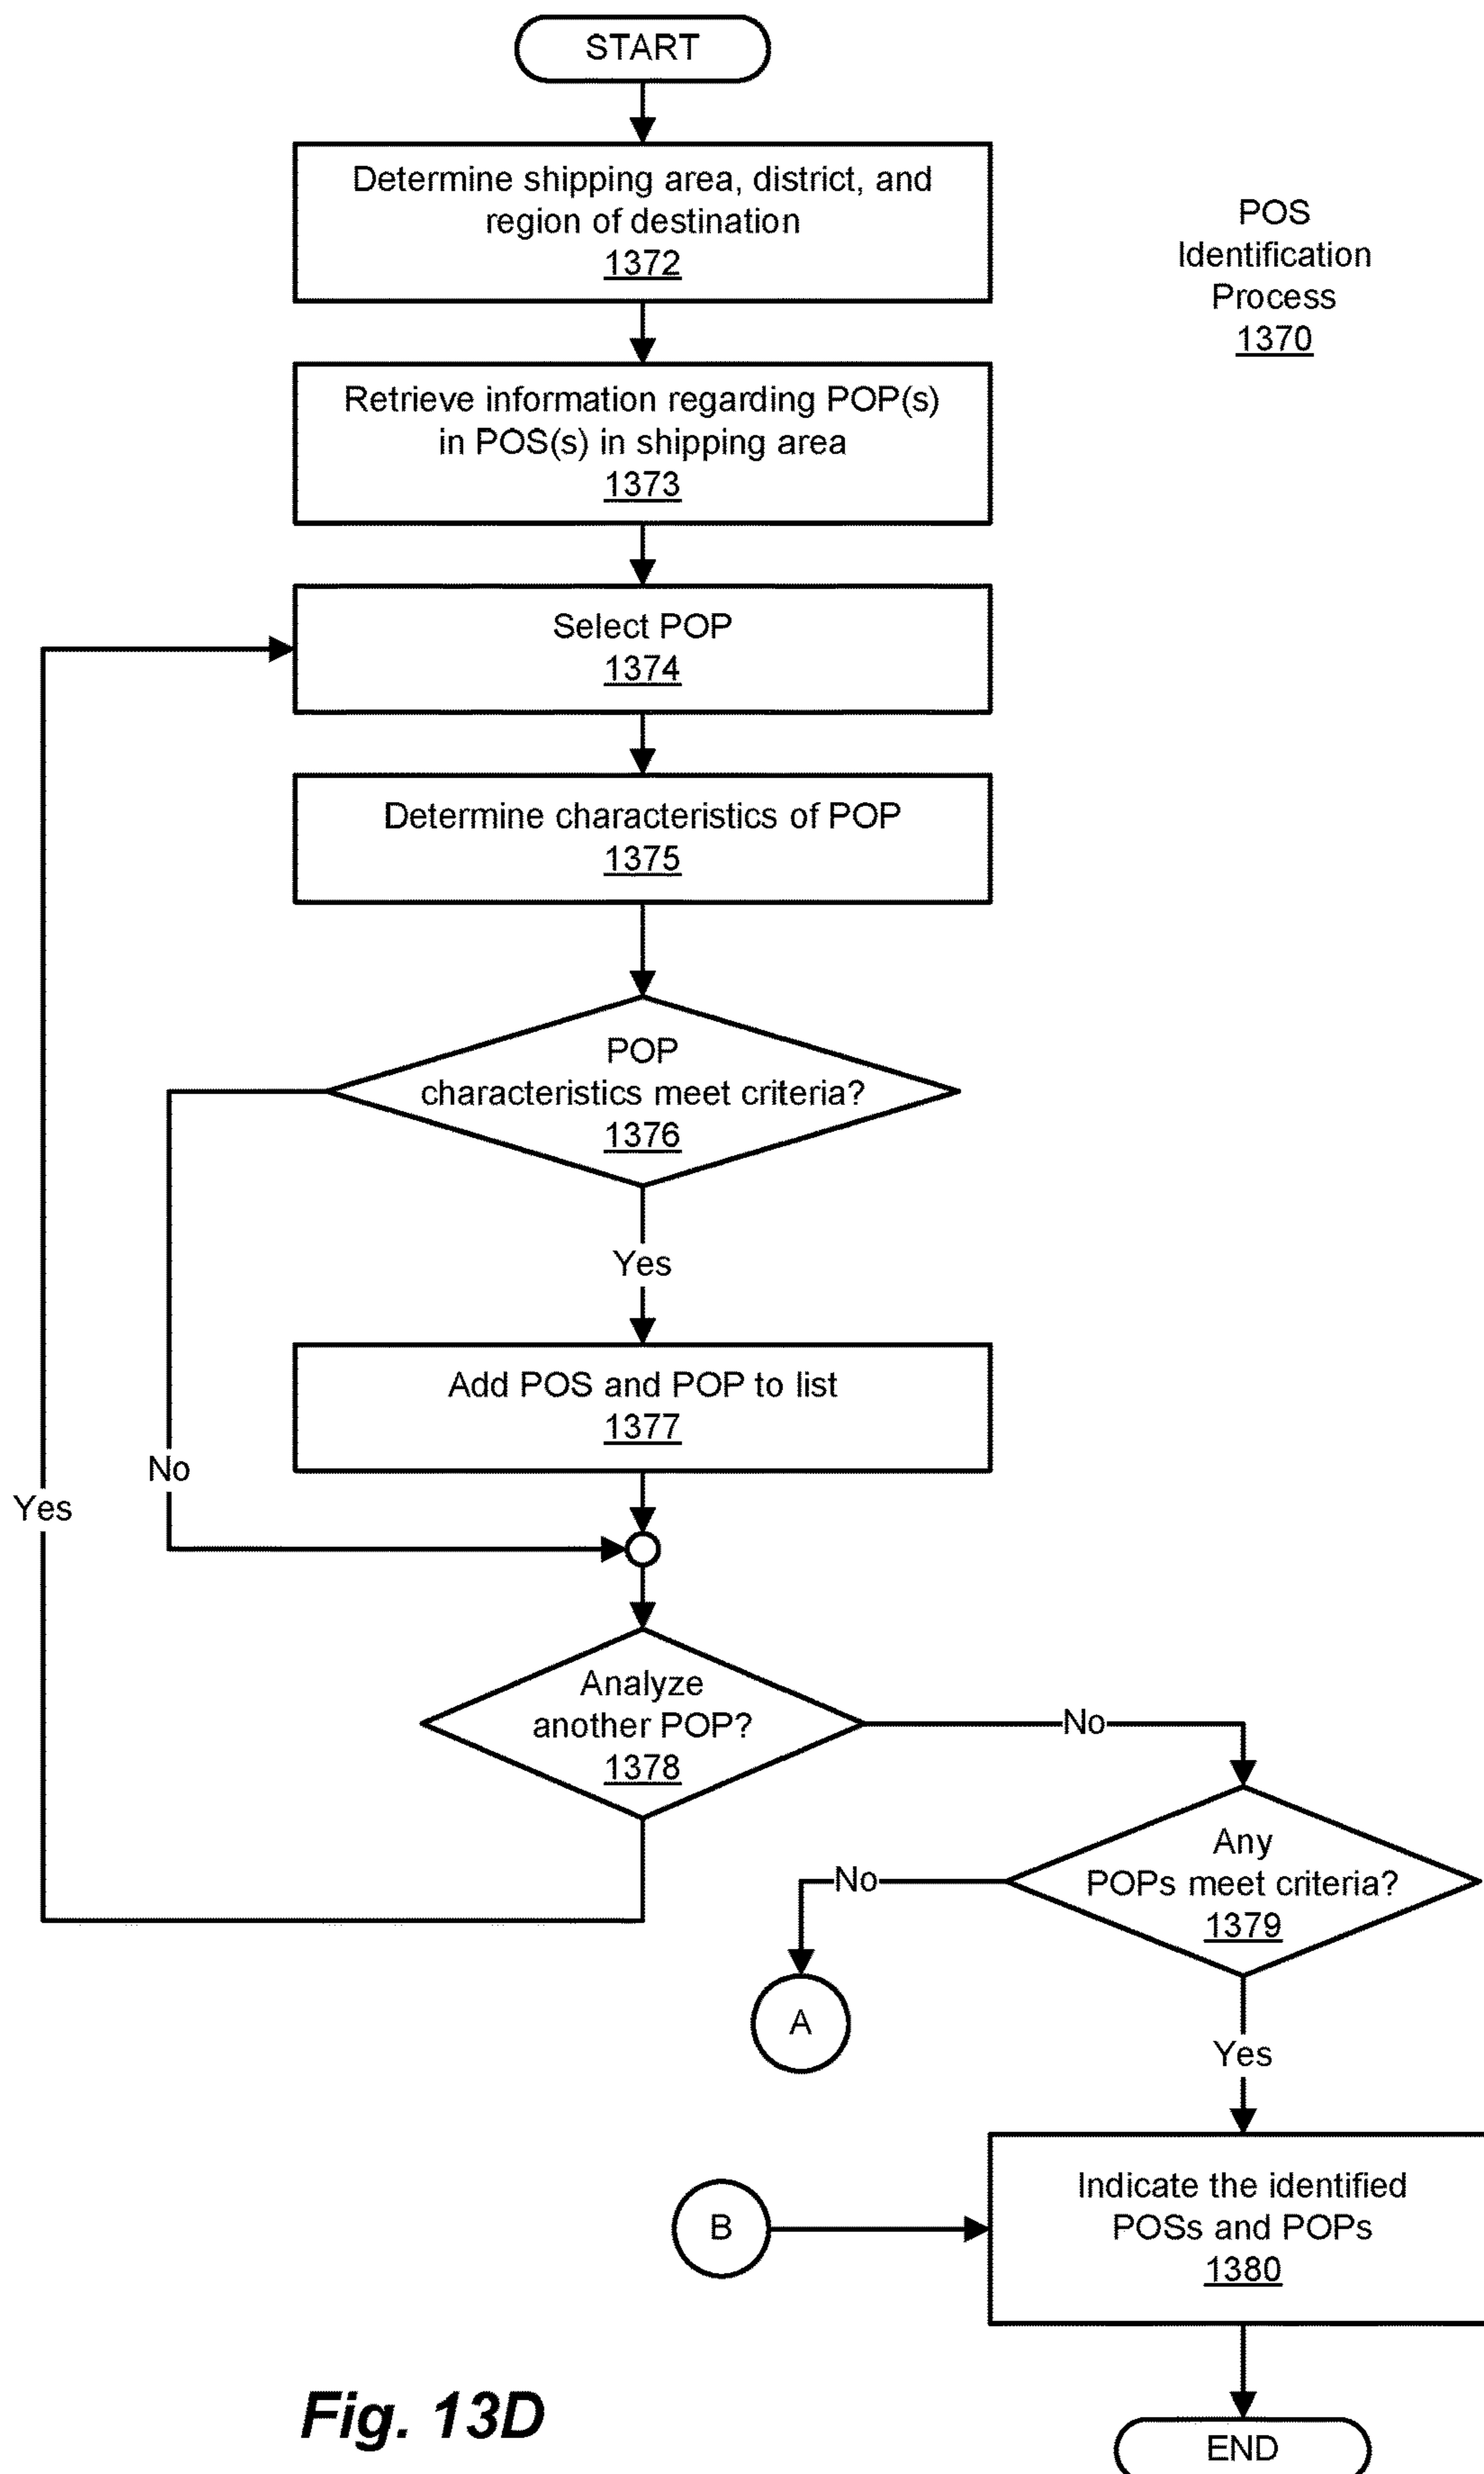 START
Determine shipping area, district, and
region of destination
1372
POS
Identification
Process
1370
Retrieve information regarding POP(s)
in POS(s) in shipping area
1373
Select POP
1374
Determine characteristics of POP
1375
POP
characteristics meet criteria?
1376
Yes
Add POS and POP to list
1377
No
Yes
Analyze
another POP?
1378
No
Any
POPs meet criteria?
1379
No
A
Yes
B
Indicate the identified
POSs and POPs
1380
Fig. 13D
END